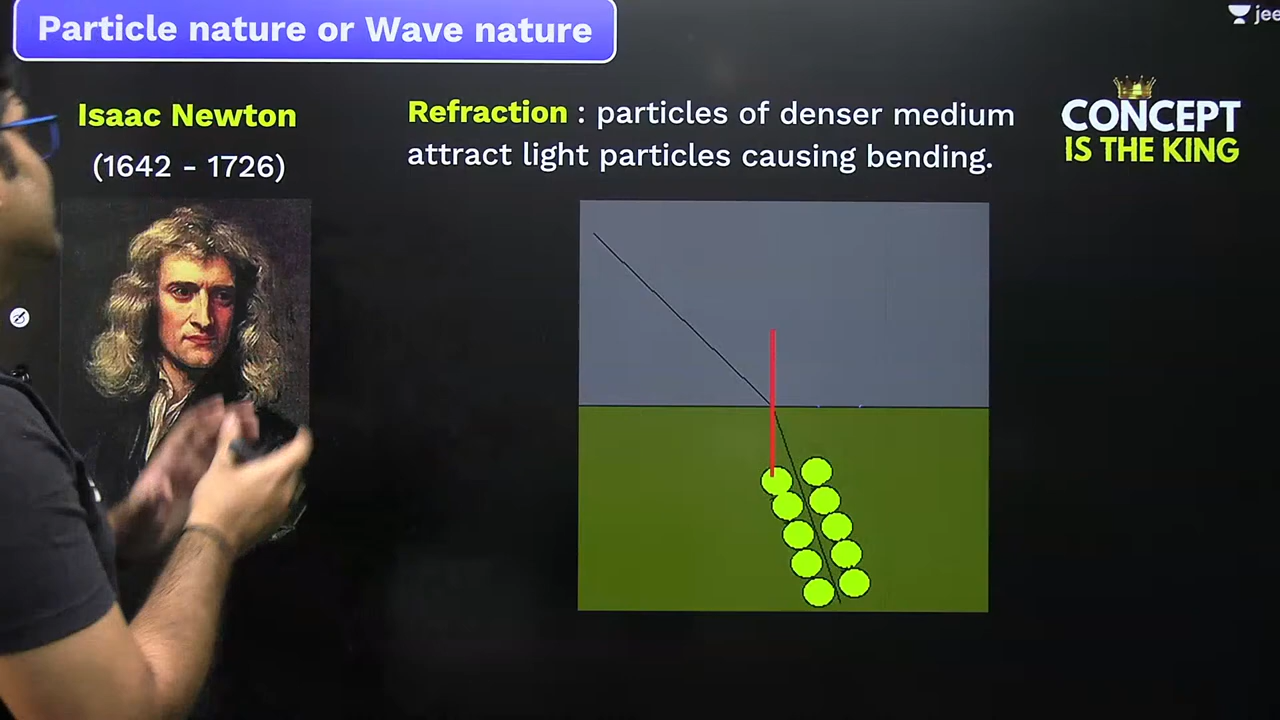 Particle nature or Wave nature
jee
Isaac Newton
(1642 - 1726)
Refraction : particles of denser medium
attract light particles causing bending.
CONCEPT
IS THE KING